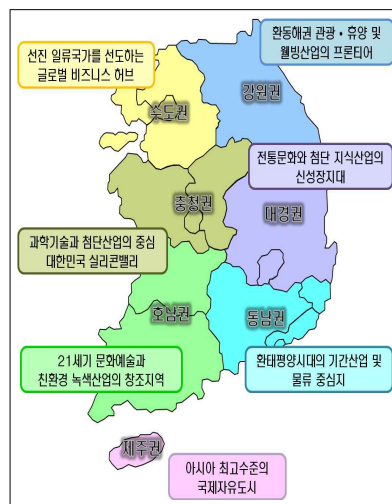 환동해권 관광·휴양 및
웰빙산업의 프론티어
선진 일류국가를 선도하는
글로벌 비즈니스 허브
강원권
수도권
전통문화와 첨단 지식산업의
신성장지대
충청권
대경권
과학기술과 첨단산업의 중심
대한민국 실리콘밸리
호남권
동남권
21세기 문화예술과
친환경 녹색산업의 창조지역
환태평양시대의 기간산업 및
물류 중심지
제주권
아시아 최고수준의
국제자유도시